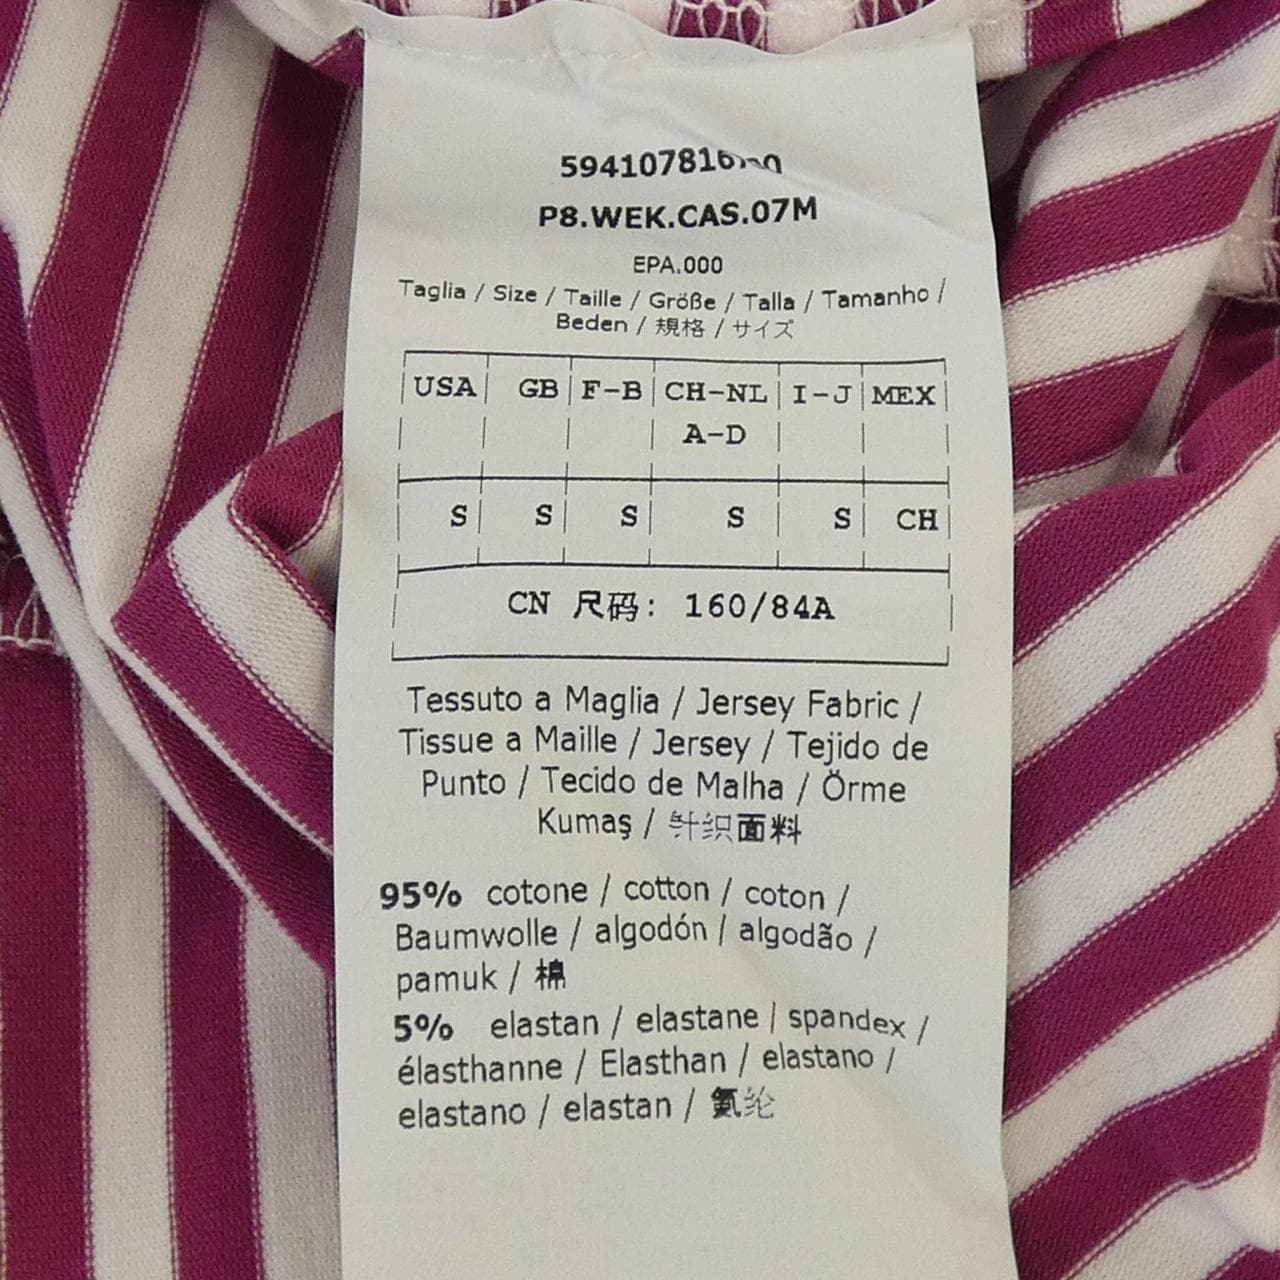 P8.WEK.CAS.07M
EPA.000
Taglia / Size / Taille / Größe / Talla / Tamanho /
Beden / 規格 / サイズ
USA GB F-B CH-NL I-J MEX
A-D
S S S S S CH
CN 尺码: 160/84A
Tessuto a Maglia / Jersey Fabric /
Tissue a Maille / Jersey / Tejido de
Punto / Tecido de Malha / Örme
Kumaş / 针织面料
95% cotone / cotton / coton /
Baumwolle / algodón / algodão /
pamuk / 棉
5% elastan / elastane / spandex /
élasthanne / Elasthan / elastano /
elastano / elastan / 氨纶